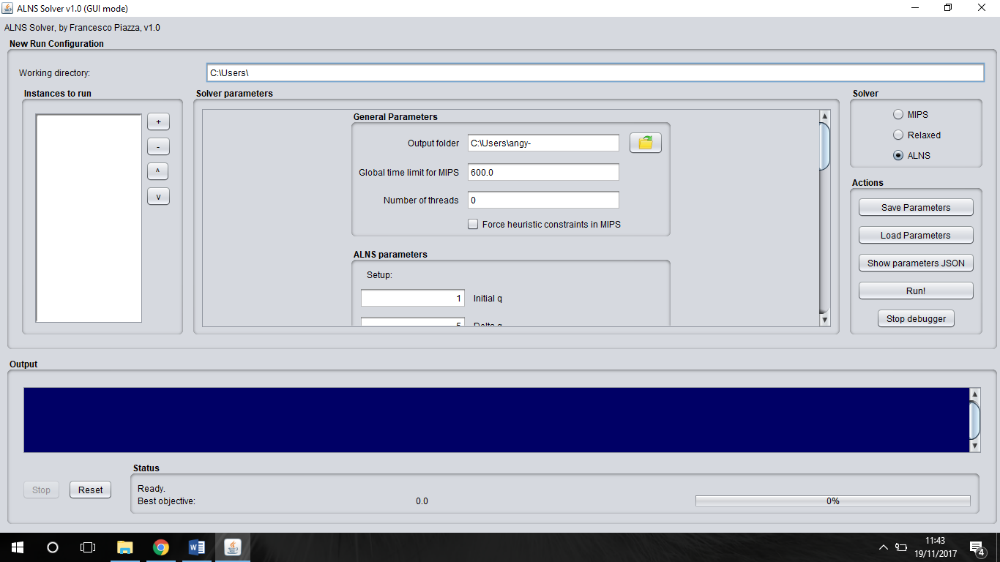 ALNS Solver v1.0 (GUI mode)
ALNS Solver, by Francesco Piazza, v1.0
New Run Configuration
Working directory:
C:\Users\
Instances to run
+
-
^
v
Solver parameters
General Parameters
Output folder
C:\Users\angy-
Global time limit for MIPS
600.0
Number of threads
0
Force heuristic constraints in MIPS
ALNS parameters
Setup:
1
Initial q
5
Delta q
Solver
MIPS
Relaxed
ALNS
Actions
Save Parameters
Load Parameters
Show parameters JSON
Run!
Stop debugger
Output
Stop
Reset
Status
Ready.
Best objective:
0.0
0%
11:43
19/11/2017
4